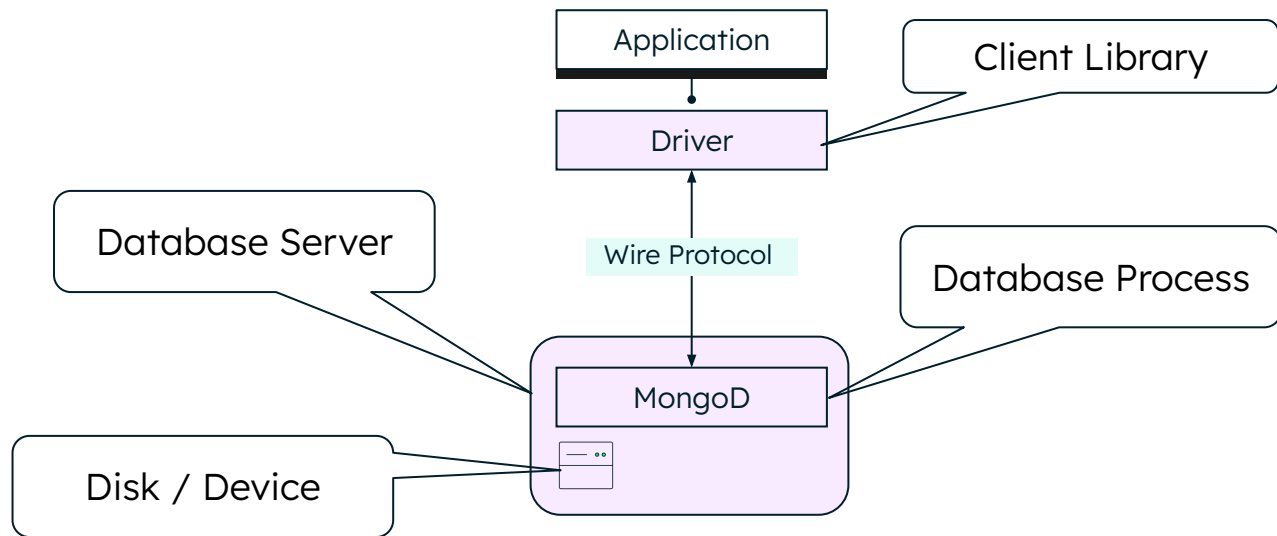 Application
Client Library
Driver
Database Server
Wire Protocol
Database Process
MongoD
Disk / Device